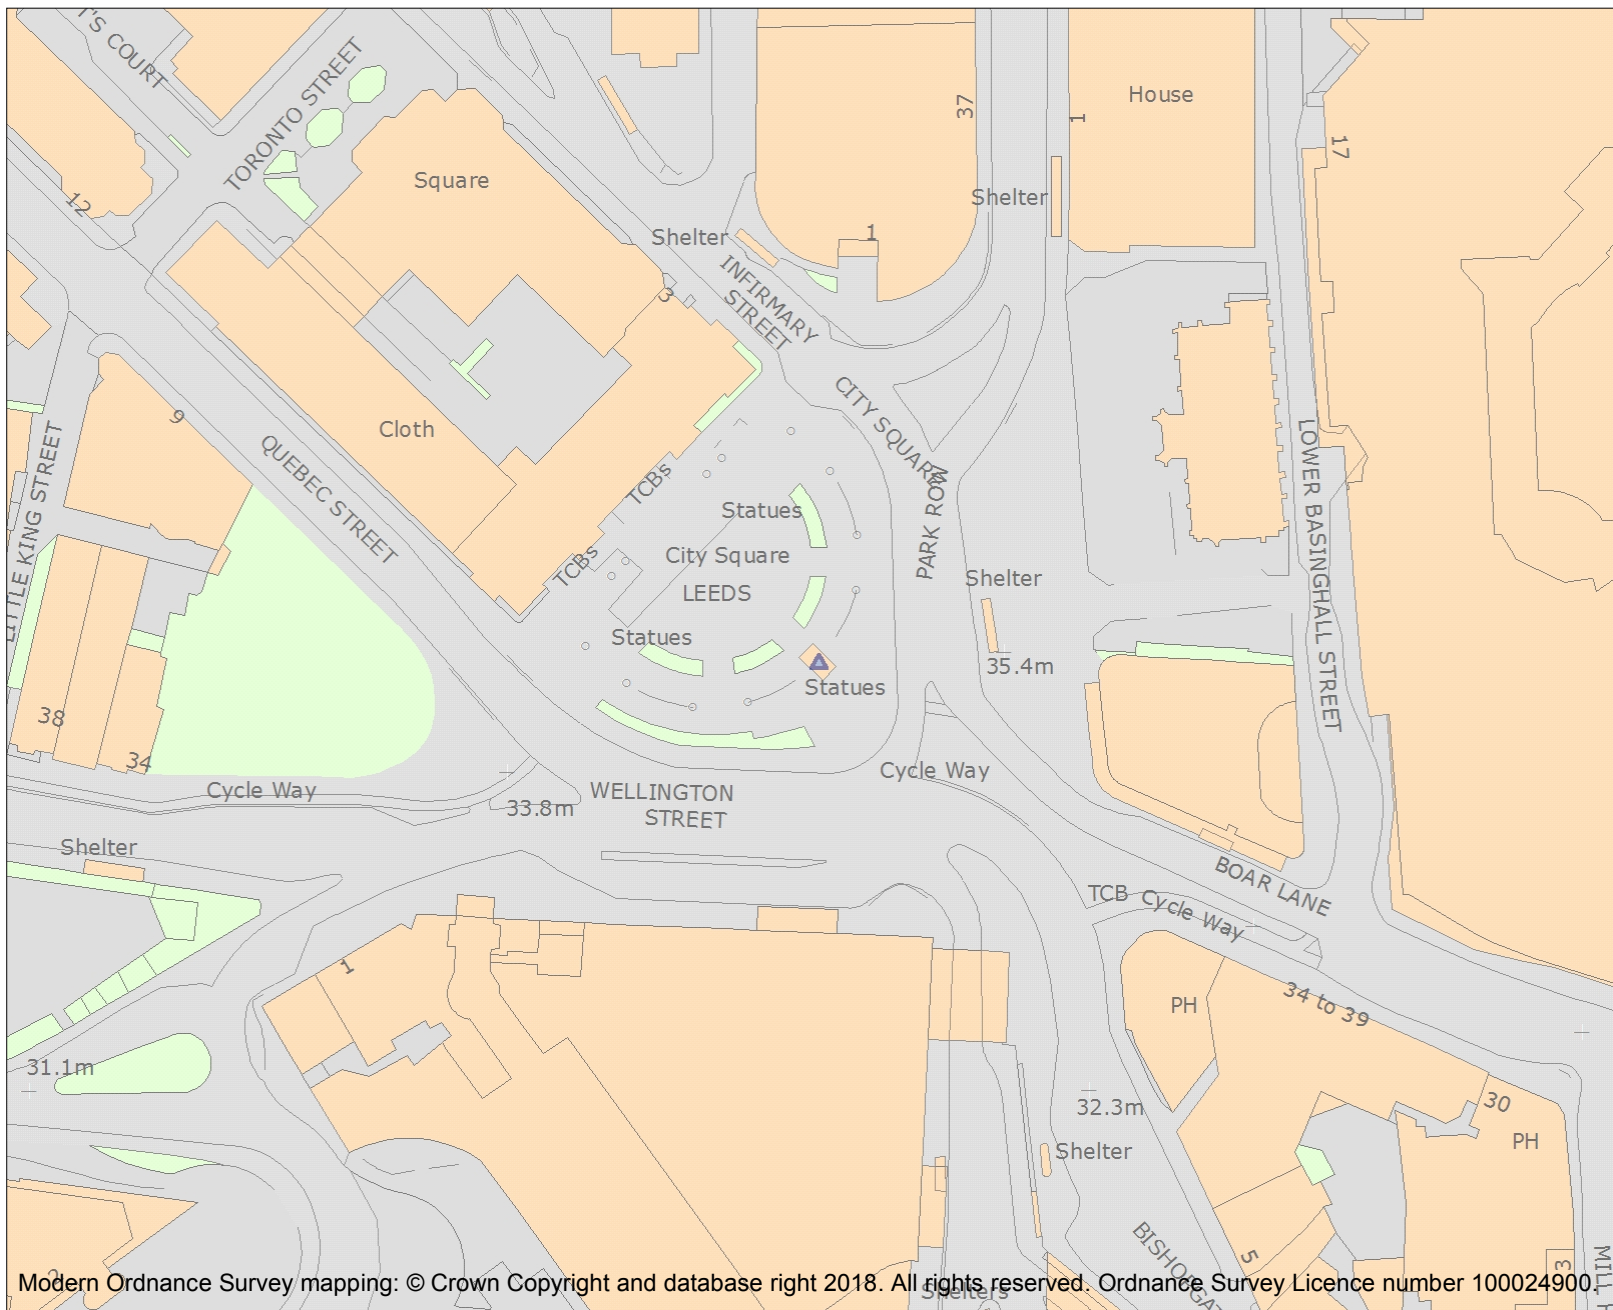 T'S COURT
TORONTO STREET
12
Square
37
1
House
17
Shelter
Shelter
1
INFIRMARY
STREET
3
9
Cloth
CITY SQUARE
QUEBEC STREET
LITTLE KING STREET
TCBs
PARK ROW
LOWER BASINGHALL STREET
Statues
City Square
LEEDS
TCBs
Shelter
Statues
35.4m
Statues
38
34
Cycle Way
Cycle Way
WELLINGTON
STREET
33.8m
Shelter
BOAR LANE
TCB
Cycle Way
1
PH
34 to 39
31.1m
32.3m
30
PH
Shelter
BISHOPGAT
5
3
MILL
Shelters
Modern Ordnance Survey mapping: © Crown Copyright and database right 2018. All rights reserved. Ordnance Survey Licence number 100024900.